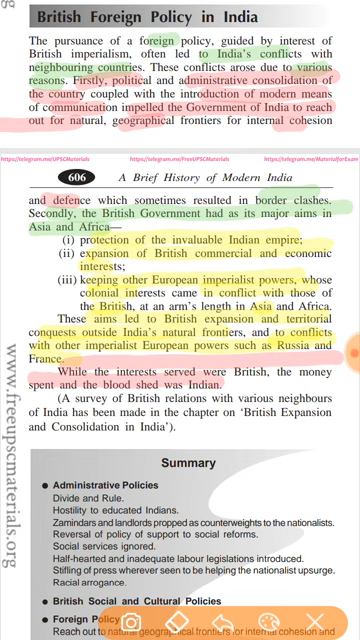 British Foreign Policy in India
The pursuance of a foreign policy, guided by interest of
British imperialism, often led to India's conflicts with
neighbouring countries. These conflicts arose due to various
reasons. Firstly, political and administrative consolidation of
the country coupled with the introduction of modern means
of communication impelled the Government of India to reach
out for natural, geographical frontiers for internal cohesion
https://telegram.me/UPSCMaterials https://telegram.me/FreeUPSCMaterials https://telegram.me/MaterialforExam
606 A Brief History of Modern India
and defence which sometimes resulted in border clashes.
Secondly, the British Government had as its major aims in
Asia and Africa—
(i) protection of the invaluable Indian empire;
(ii) expansion of British commercial and economic
interests;
(iii) keeping other European imperialist powers, whose
colonial interests came in conflict with those of
the British, at an arm's length in Asia and Africa.
These aims led to British expansion and territorial
conquests outside India's natural frontiers, and to conflicts
with other imperialist European powers such as Russia and
France.
While the interests served were British, the money
spent and the blood shed was Indian.
(A survey of British relations with various neighbours
of India has been made in the chapter on 'British Expansion
and Consolidation in India').
www.freeupscmaterials.org
Summary
● Administrative Policies
Divide and Rule.
Hostility to educated Indians.
Zamindars and landlords propped as counterweights to the nationalists.
Reversal of policy of support to social reforms.
Social services ignored.
Half-hearted and inadequate labour legislations introduced.
Stifling of press wherever seen to be helping the nationalist upsurge.
Racial arrogance.
● British Social and Cultural Policies
● Foreign Policy
Reach out to natural geographical frontiers for internal cohesion and